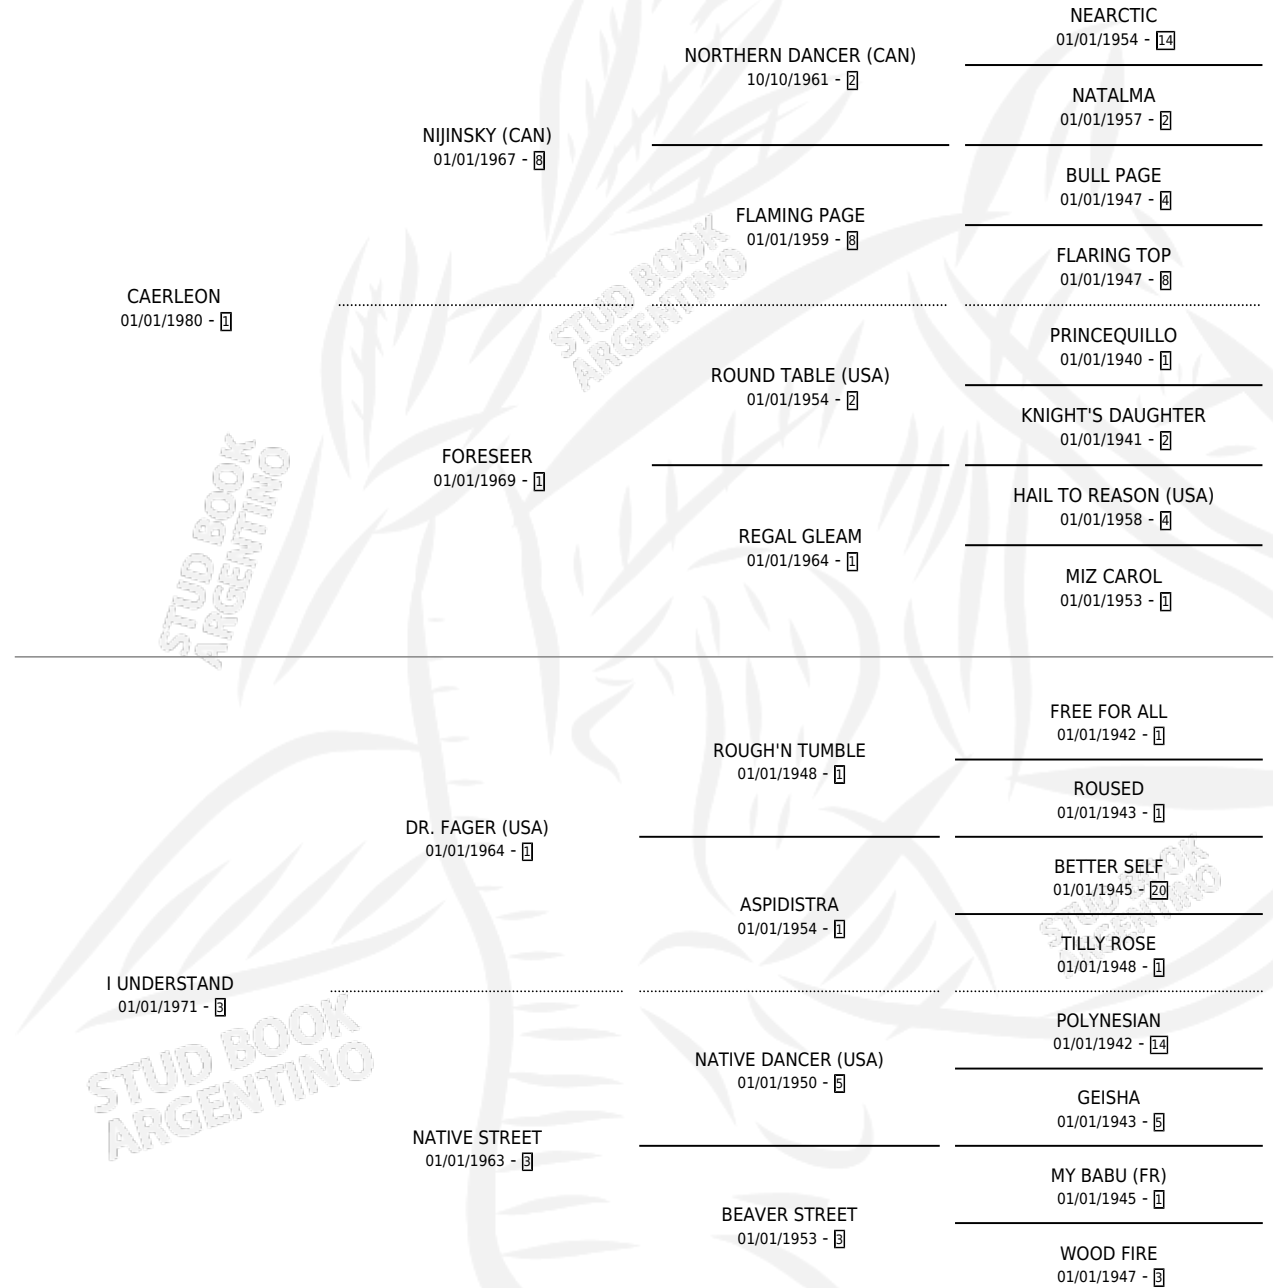 NEARCTIC
01/01/1954 - 14
NORTHERN DANCER (CAN)
10/10/1961 - 2
NATALMA
01/01/1957 - 2
NIJINSKY (CAN)
01/01/1967 - 8
BULL PAGE
01/01/1947 - 4
FLAMING PAGE
01/01/1959 - 8
FLARING TOP
01/01/1947 - 8
CAERLEON
01/01/1980 - 1
STUD BOOK
ARGENTINO
PRINCEQUILLO
01/01/1940 - 1
ROUND TABLE (USA)
01/01/1954 - 2
KNIGHT'S DAUGHTER
01/01/1941 - 2
FORESEER
01/01/1969 - 1
HAIL TO REASON (USA)
01/01/1958 - 4
REGAL GLEAM
01/01/1964 - 1
MIZ CAROL
01/01/1953 - 1
STUD BOOK
ARGENTINO
FREE FOR ALL
01/01/1942 - 1
ROUGH'N TUMBLE
01/01/1948 - 1
ROUSED
01/01/1943 - 1
DR. FAGER (USA)
01/01/1964 - 1
BETTER SELF
01/01/1945 - 20
ASPIDISTRA
01/01/1954 - 1
TILLY ROSE
01/01/1948 - 1
STUD BOOK
ARGENTINO
I UNDERSTAND
01/01/1971 - 3
POLYNESIAN
01/01/1942 - 14
NATIVE DANCER (USA)
01/01/1950 - 5
GEISHA
01/01/1943 - 5
STUD BOOK
ARGENTINO
NATIVE STREET
01/01/1963 - 3
MY BABU (FR)
01/01/1945 - 1
BEAVER STREET
01/01/1953 - 3
WOOD FIRE
01/01/1947 - 3